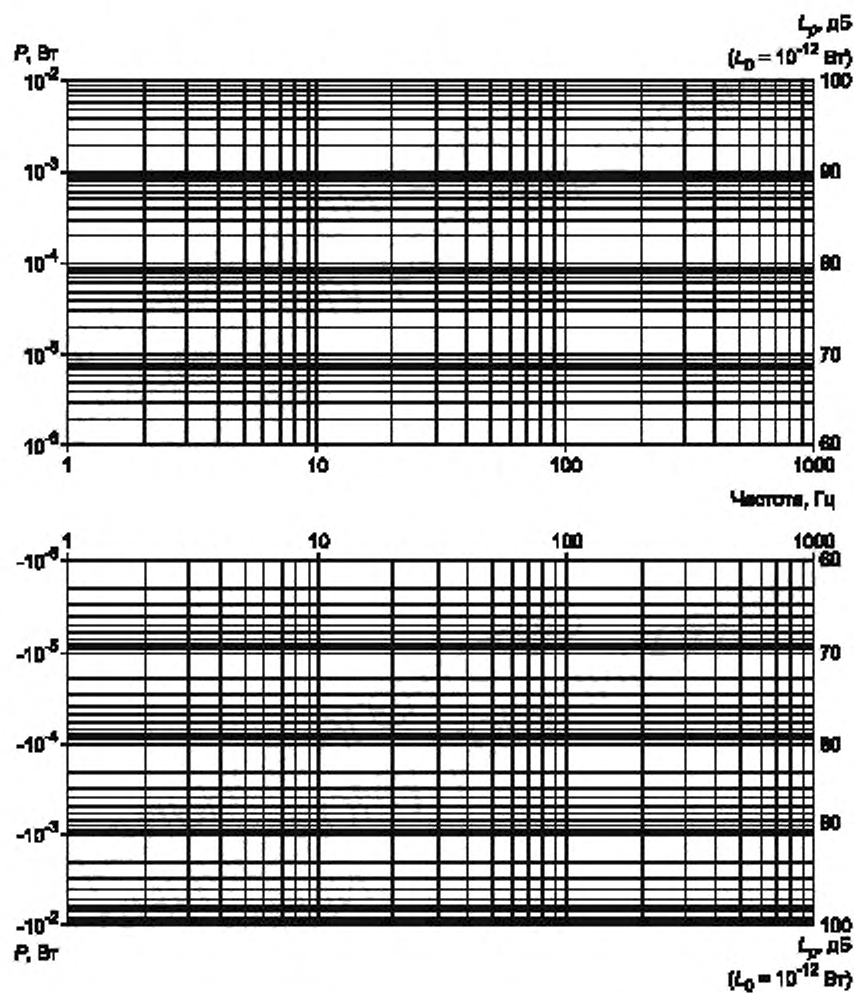 Lₚ, дБ
P, Вт
(L₀ = 10⁻¹² Вт)
10⁻² 100
10⁻³ 90
10⁻⁴ 80
10⁻⁵ 70
10⁻⁶ 60
1 10 100 1000
Частота, Гц
1 10 100 1000
-10⁻⁶ 60
-10⁻⁵ 70
-10⁻⁴ 80
-10⁻³ 90
-10⁻² 100
P, Вт
Lₚ, дБ
(L₀ = 10⁻¹² Вт)